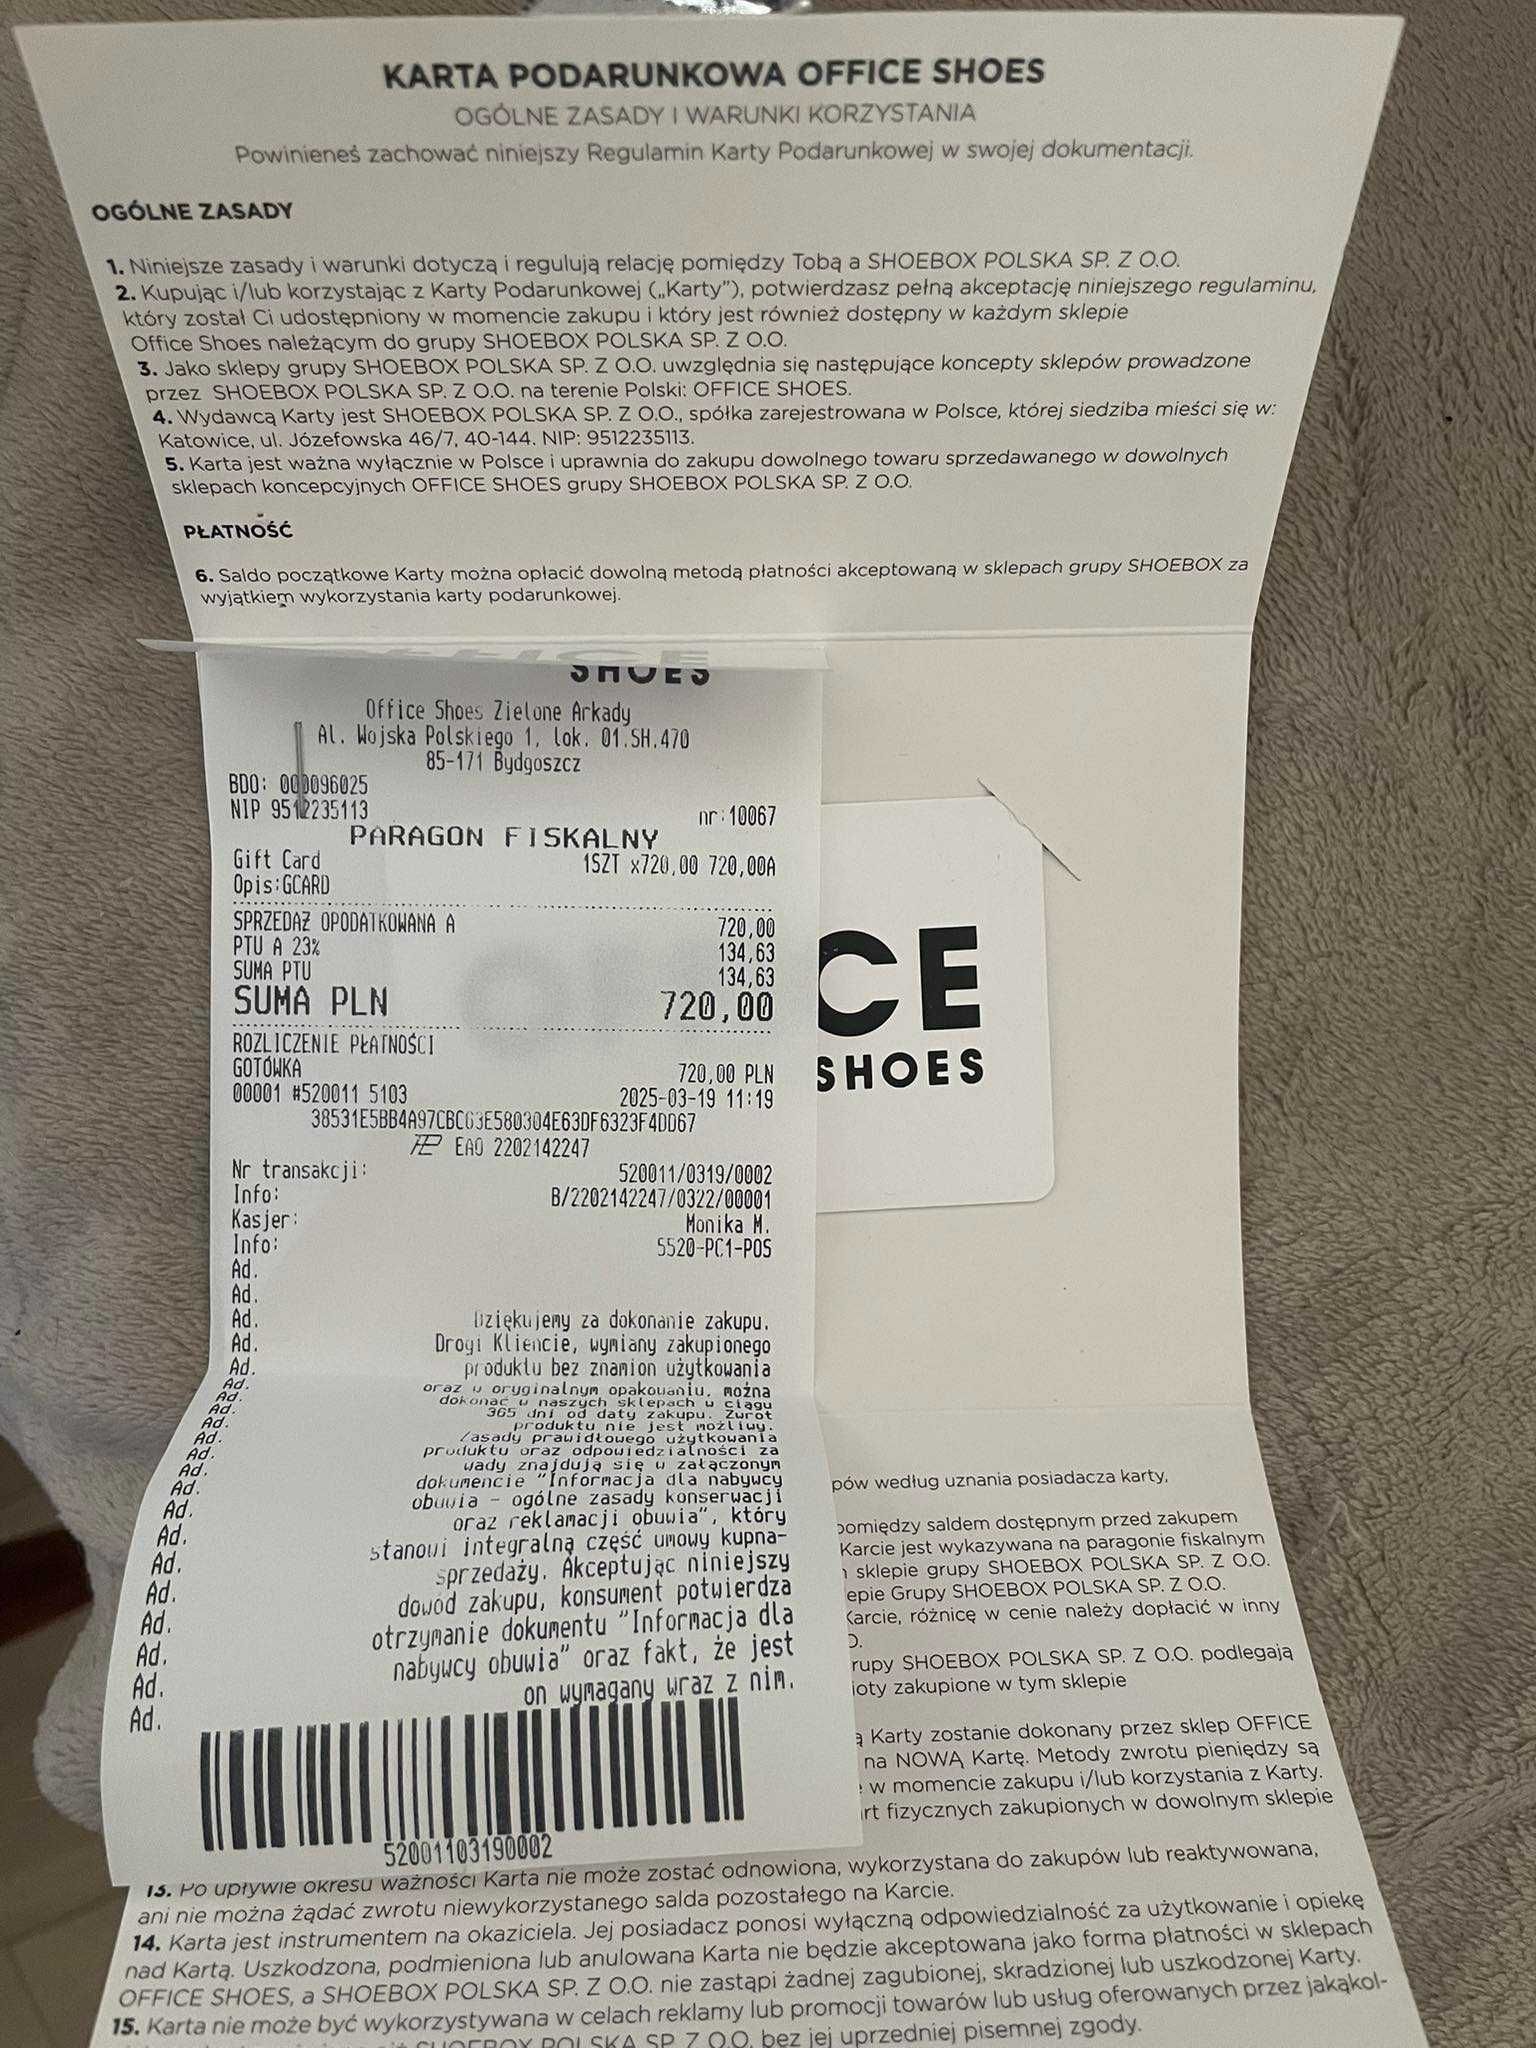 KARTA PODARUNKOWA OFFICE SHOES
OGÓLNE ZASADY I WARUNKI KORZYSTANIA
Powinieneś zachować niniejszy Regulamin Karty Podarunkowej w swojej dokumentacji.
OGÓLNE ZASADY
1. Niniejsze zasady i warunki dotyczą i regulują relację pomiędzy Tobą a SHOEBOX POLSKA SP. Z O.O.
2. Kupując i/lub korzystając z Karty Podarunkowej („Karty”), potwierdzasz pełną akceptację niniejszego regulaminu,
który został Ci udostępniony w momencie zakupu i który jest również dostępny w każdym sklepie
Office Shoes należącym do grupy SHOEBOX POLSKA SP. Z O.O.
3. Jako sklepy grupy SHOEBOX POLSKA SP. Z O.O. uwzględnia się następujące koncepty sklepów prowadzone
przez SHOEBOX POLSKA SP. Z O.O. na terenie Polski: OFFICE SHOES.
4. Wydawcą Karty jest SHOEBOX POLSKA SP. Z O.O., spółka zarejestrowana w Polsce, której siedziba mieści się w:
Katowice, ul. Józefowska 46/7, 40-144. NIP: 9512235113.
5. Karta jest ważna wyłącznie w Polsce i uprawnia do zakupu dowolnego towaru sprzedawanego w dowolnych
sklepach koncepcyjnych OFFICE SHOES grupy SHOEBOX POLSKA SP. Z O.O.
PŁATNOŚĆ
6. Saldo początkowe Karty można opłacić dowolną metodą płatności akceptowaną w sklepach grupy SHOEBOX za
wyjątkiem wykorzystania karty podarunkowej.
SHOES
Office Shoes Zielone Arkady
Al. Wojska Polskiego 1, lok. 01.SH.470
85-171 Bydgoszcz
BDO: 000096025
NIP 9512235113
nr:10067
PARAGON FISKALNY
Gift Card 1SZT x720,00 720,00A
Opis:GCARD
SPRZEDAŻ OPODATKOWANA A 720,00
PTU A 23% 134,63
SUMA PTU 134,63
SUMA PLN 720,00
ROZLICZENIE PŁATNOŚCI
GOTÓWKA 720,00 PLN
00001 #520011 5103 2025-03-19 11:19
38531E5BB4A97CBC63E580304E63DF6323F4DD67
EAO 2202142247
Nr transakcji: 520011/0319/0002
Info: B/2202142247/0322/00001
Kasjer: Monika M.
Info: 5520-PC1-POS
Ad.
Ad.
Ad. Dziękujemy za dokonanie zakupu.
Ad. Drogi Kliencie, wymiany zakupionego
Ad. produktu bez znamion użytkowania
Ad. oraz w oryginalnym opakowaniu, można
Ad. dokonać w naszych sklepach w ciągu
Ad. 365 dni od daty zakupu. Zwrot
Ad. produktu nie jest możliwy.
Ad. Zasady prawidłowego użytkowania
Ad. produktu oraz odpowiedzialności za
Ad. wady znajdują się w załączonym
Ad. dokumencie "Informacja dla nabywcy
Ad. obuwia - ogólne zasady konserwacji
Ad. oraz reklamacji obuwia", który
Ad. stanowi integralną część umowy kupna-
Ad. sprzedaży. Akceptując niniejszy
Ad. dowód zakupu, konsument potwierdza
Ad. otrzymanie dokumentu "Informacja dla
Ad. nabywcy obuwia" oraz fakt, że jest
Ad. on wymagany wraz z nim.
Ad.
52001103190002
CE
SHOES
pów według uznania posiadacza karty,
pomiędzy saldem dostępnym przed zakupem
Karcie jest wykazywana na paragonie fiskalnym
sklepie grupy SHOEBOX POLSKA SP. Z O.O.
lepie Grupy SHOEBOX POLSKA SP. Z O.O.
Karcie, różnicę w cenie należy dopłacić w inny
O.
rupy SHOEBOX POLSKA SP. Z O.O. podlegają
ioty zakupione w tym sklepie
ą Karty zostanie dokonany przez sklep OFFICE
na NOWĄ Kartę. Metody zwrotu pieniędzy są
w momencie zakupu i/lub korzystania z Karty.
rt fizycznych zakupionych w dowolnym sklepie
13. Po upływie okresu ważności Karta nie może zostać odnowiona, wykorzystana do zakupów lub reaktywowana,
ani nie można żądać zwrotu niewykorzystanego salda pozostałego na Karcie.
14. Karta jest instrumentem na okaziciela. Jej posiadacz ponosi wyłączną odpowiedzialność za użytkowanie i opiekę
nad Kartą. Uszkodzona, podmieniona lub anulowana Karta nie będzie akceptowana jako forma płatności w sklepach
OFFICE SHOES, a SHOEBOX POLSKA SP. Z O.O. nie zastąpi żadnej zagubionej, skradzionej lub uszkodzonej Karty.
15. Karta nie może być wykorzystywana w celach reklamy lub promocji towarów lub usług oferowanych przez jakąkol-
SHOEBOX POLSKA SP. Z O.O. bez jej uprzedniej pisemnej zgody.